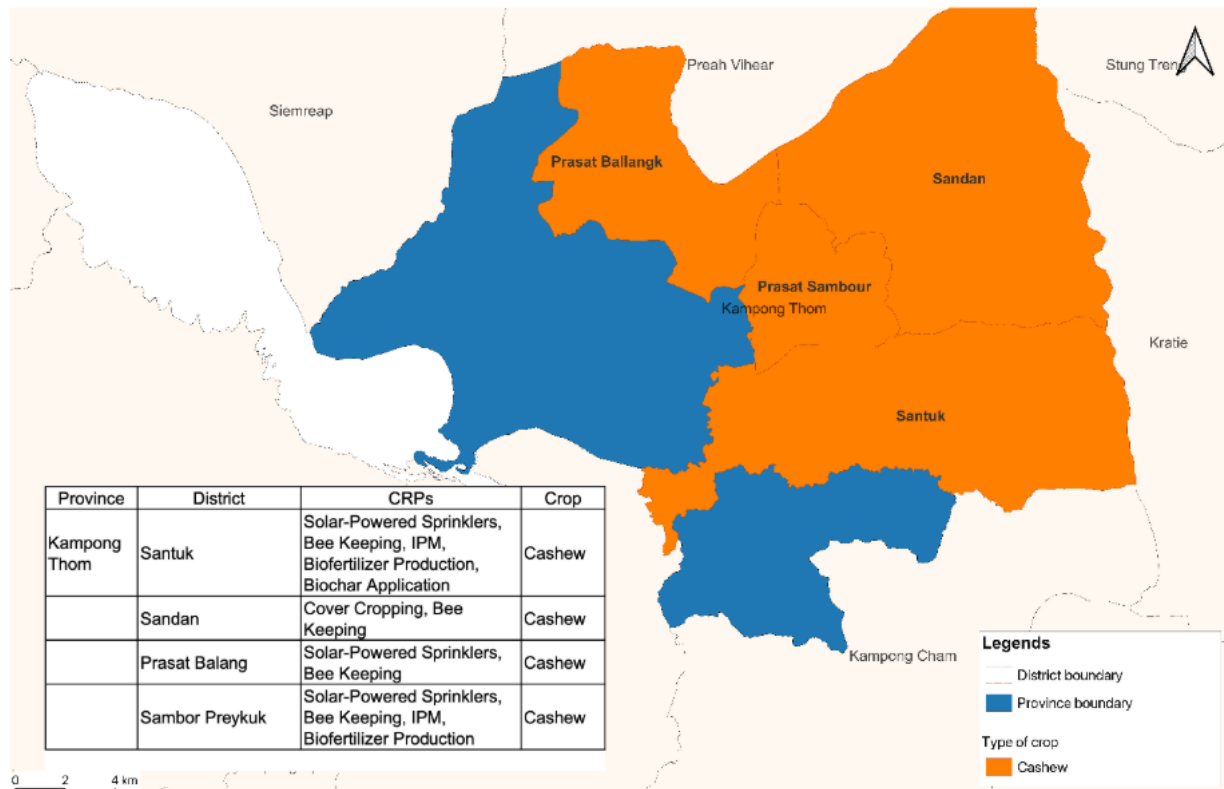 Preah Vihear
Stung Treng
Siemreap
Prasat Ballangk
Sandan
Prasat Sambour
Kampong Thom
Kratie
Santuk
Province District CRPs Crop
Kampong Thom Santuk Solar-Powered Sprinklers, Bee Keeping, IPM, Biofertilizer Production, Biochar Application Cashew
Sandan Cover Cropping, Bee Keeping Cashew
Prasat Balang Solar-Powered Sprinklers, Bee Keeping Cashew
Sambor Preykuk Solar-Powered Sprinklers, Bee Keeping, IPM, Biofertilizer Production Cashew
Kampong Cham
Legends
District boundary
Province boundary
Type of crop
Cashew
0 2 4 km